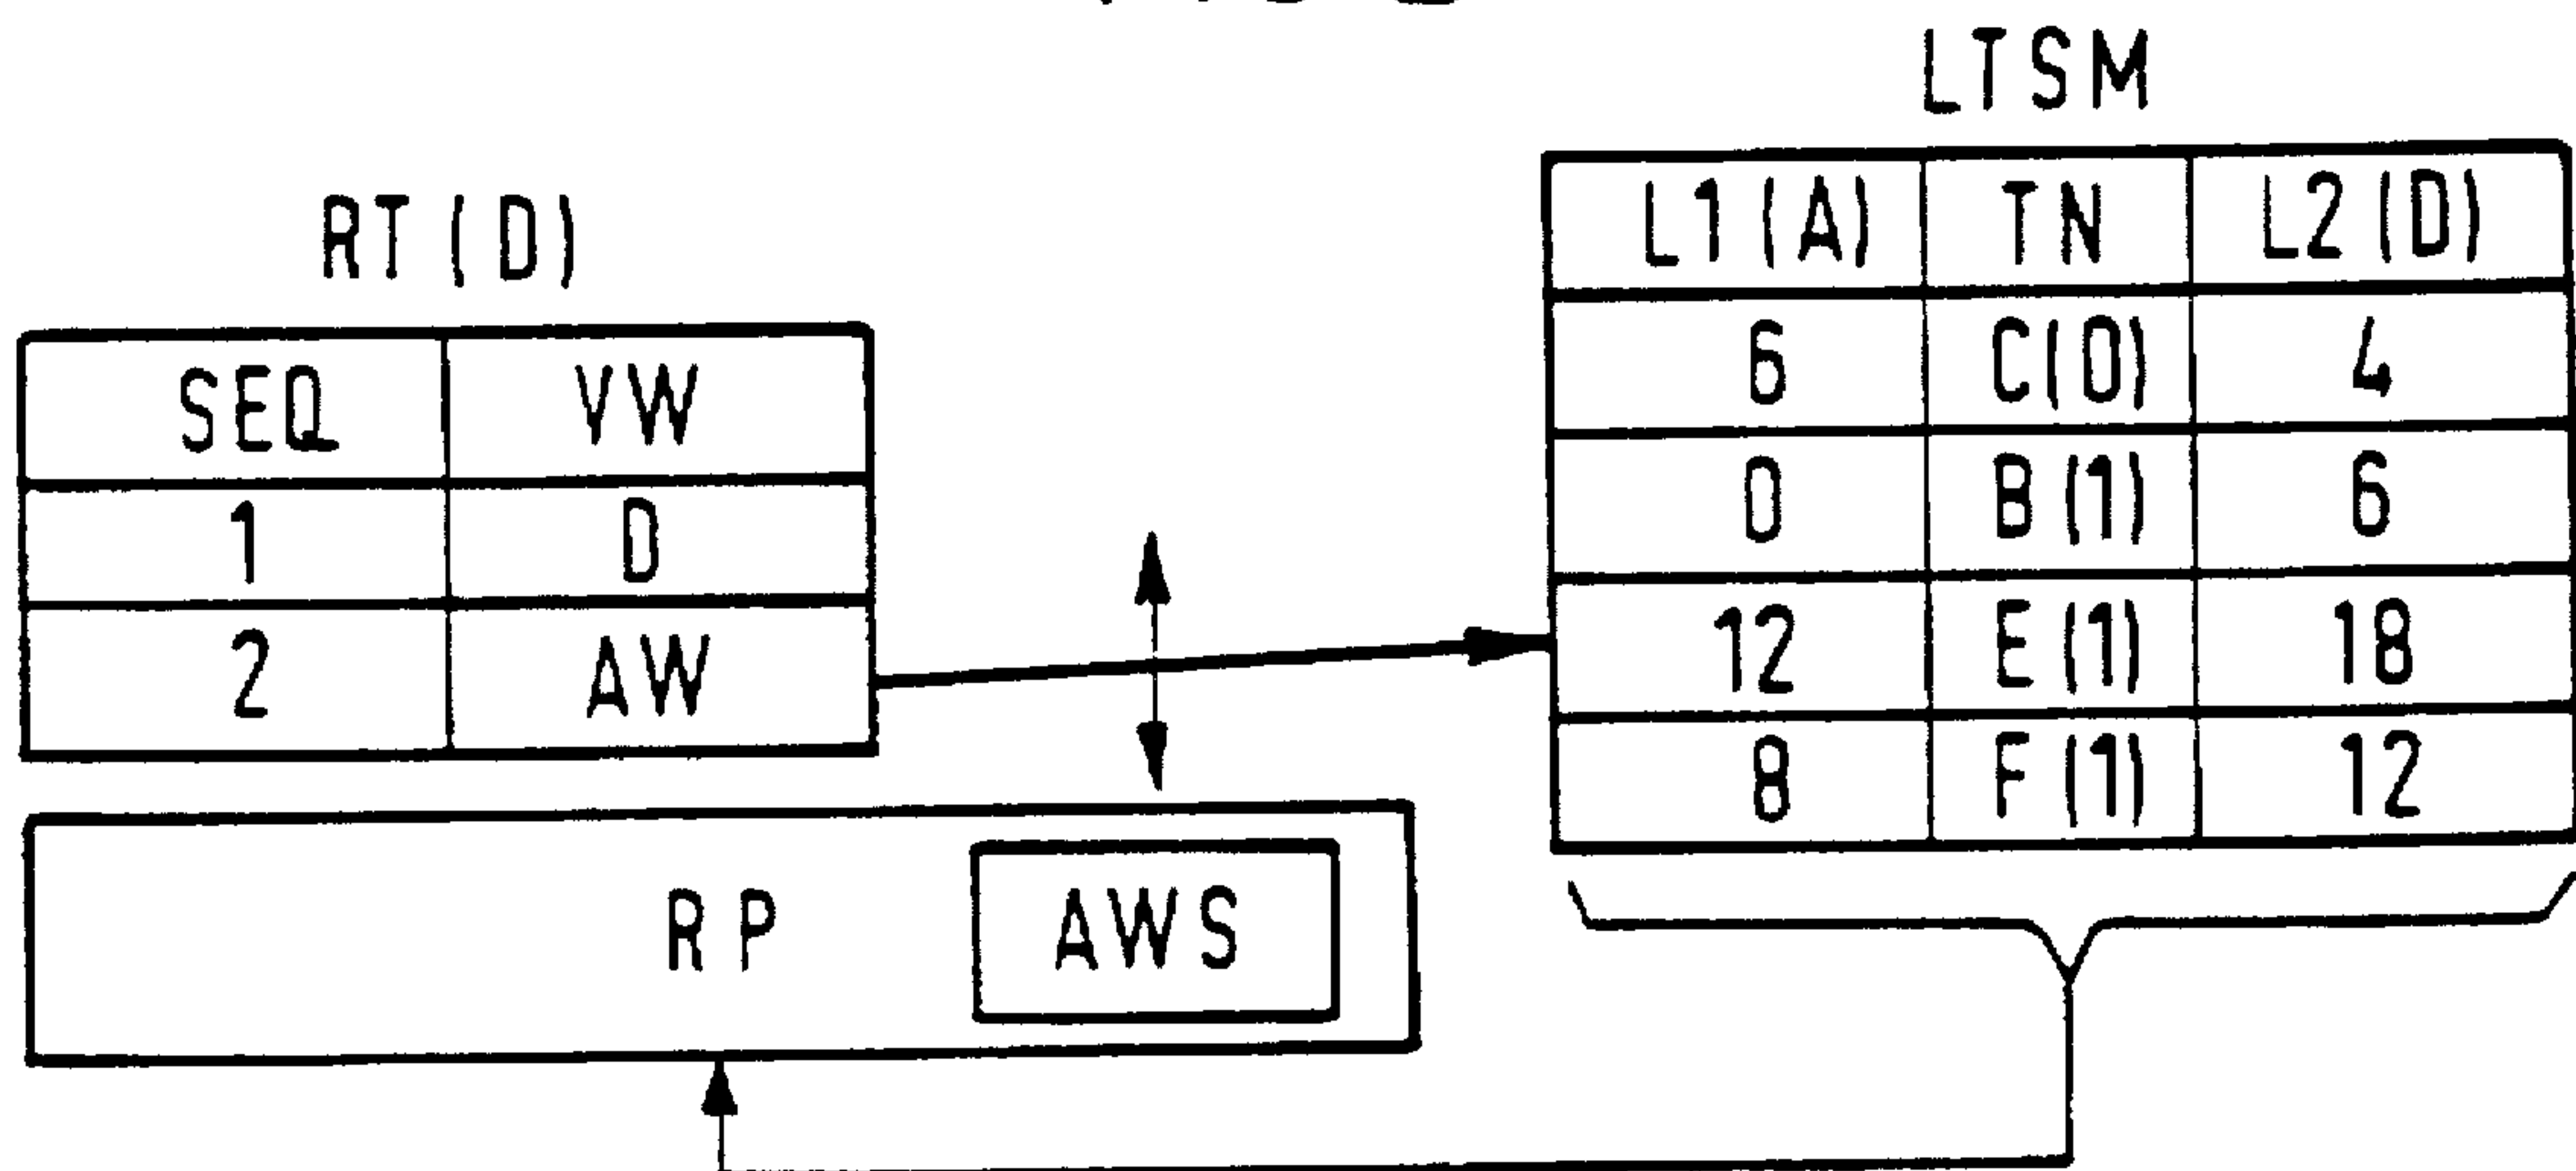 LTSM
RT (D)
L1 (A) TN L2 (D)
6 C(0) 4
0 B (1) 6
12 E (1) 18
8 F (1) 12
SEQ VW
1 D
2 AW
RP AWS